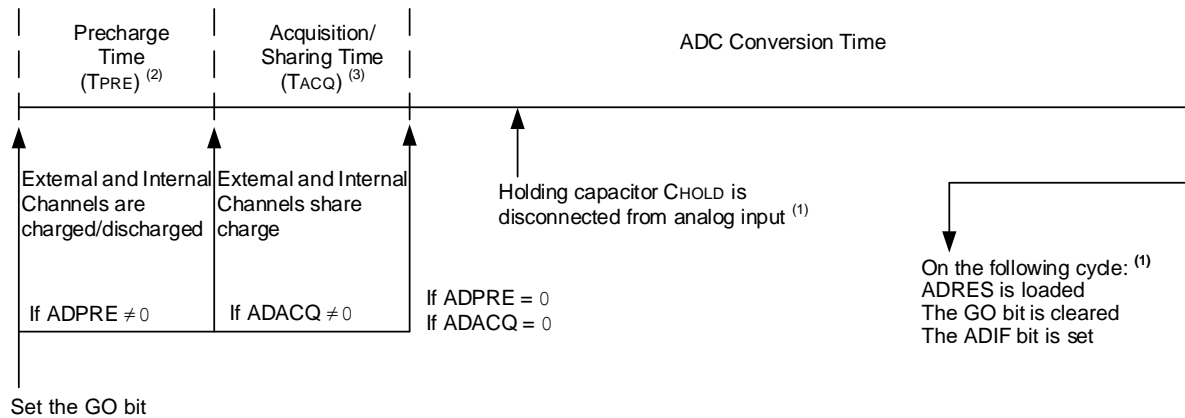 Precharge
Time
(TPRE) (2)
Acquisition/
Sharing Time
(TACQ) (3)
ADC Conversion Time
External and Internal
Channels are
charged/discharged
External and Internal
Channels share
charge
Holding capacitor CHOLD is
disconnected from analog input (1)
If ADPRE ≠ 0
If ADACQ ≠ 0
If ADPRE = 0
If ADACQ = 0
On the following cycle: (1)
ADRES is loaded
The GO bit is cleared
The ADIF bit is set
Set the GO bit